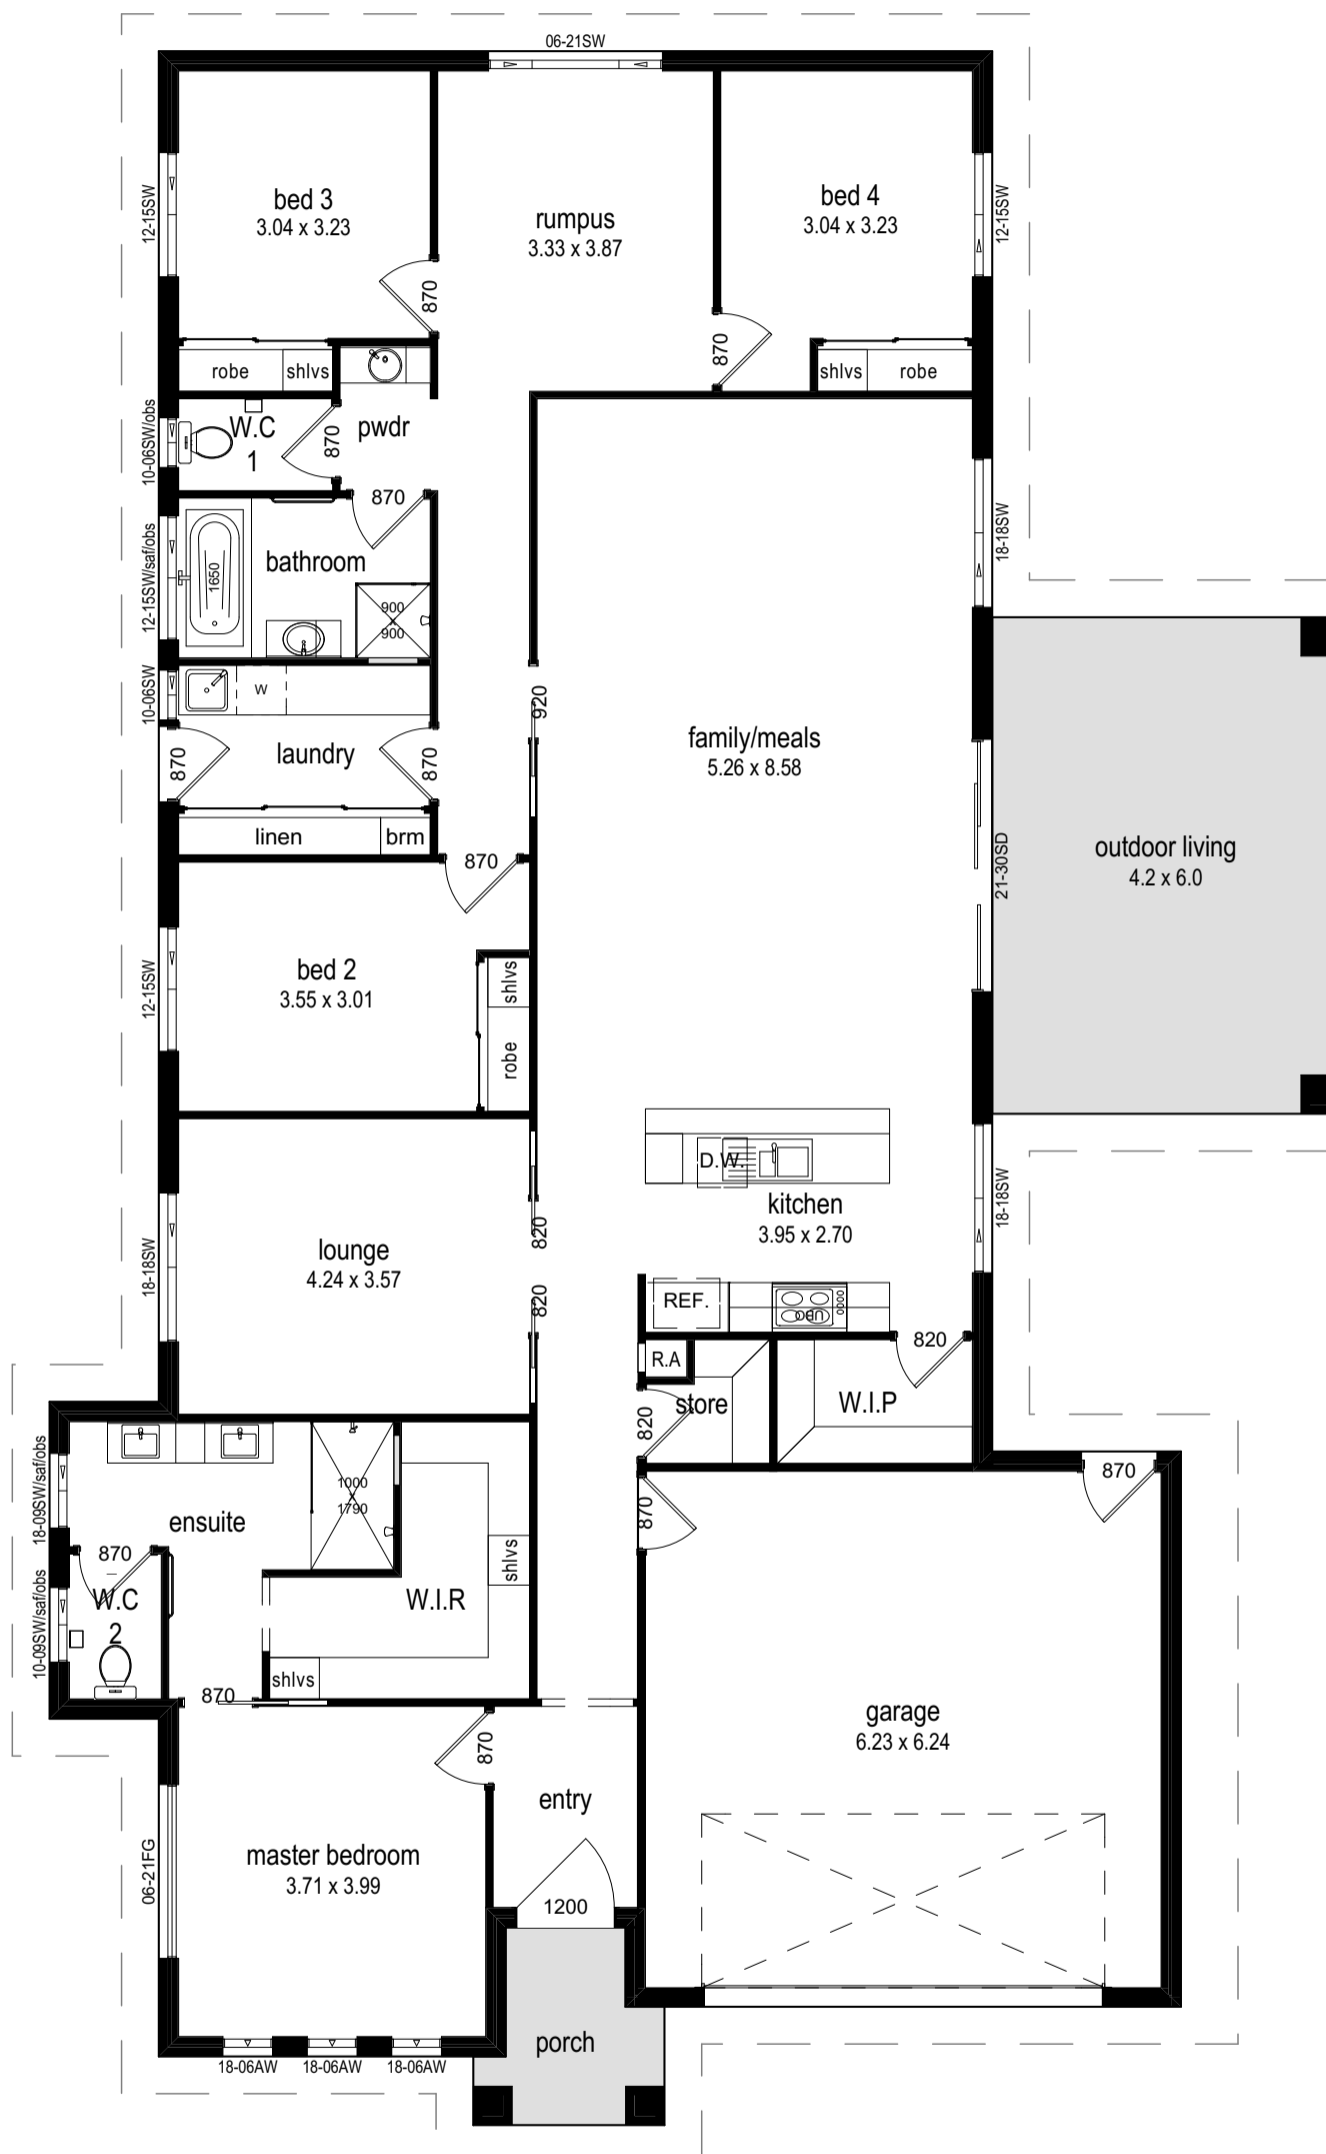 06-21SW
bed 3
3.04 x 3.23
rumpus
3.33 x 3.87
bed 4
3.04 x 3.23
12-15SW
12-15SW
870
870
robe
shlvs
shlvs
robe
W.C
1
870
pwdr
10-06SW/obs
870
bathroom
1650
900
900
12-15SW/saf/obs
18-18SW
10-06SW
W
920
laundry
870
870
family/meals
5.26 x 8.58
linen
brm
870
outdoor living
4.2 x 6.0
21-30SD
bed 2
3.55 x 3.01
12-15SW
shlvs
robe
D.W.
kitchen
3.95 x 2.70
18-18SW
lounge
4.24 x 3.57
18-18SW
820
820
REF.
UBO
0000
820
R.A
store
820
W.I.P
18-09SW/saf/obs
ensuite
1000
1790
870
870
870
W.C
2
10-09SW/saf/obs
W.I.R
shlvs
shlvs
870
870
garage
6.23 x 6.24
entry
master bedroom
3.71 x 3.99
06-21FG
1200
porch
18-06AW
18-06AW
18-06AW